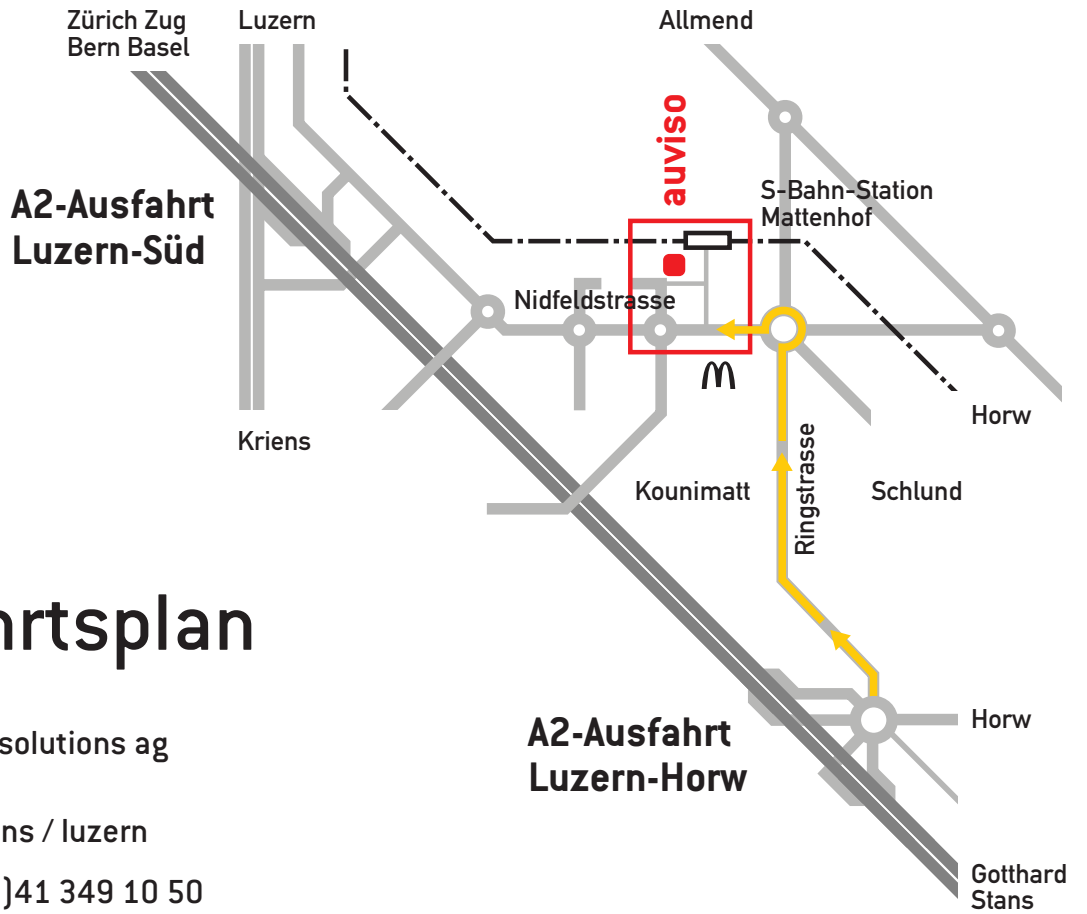 Zürich Zug
Bern Basel
Luzern
Allmend
auviso
A2-Ausfahrt
Luzern-Süd
S-Bahn-Station
Mattenhof
Nidfeldstrasse
Horw
Kriens
Kounimatt
Ringstrasse
Schlund
hrtsplan
A2-Ausfahrt
Luzern-Horw
Horw
solutions ag
ns / luzern
)41 349 10 50
Gotthard
Stans